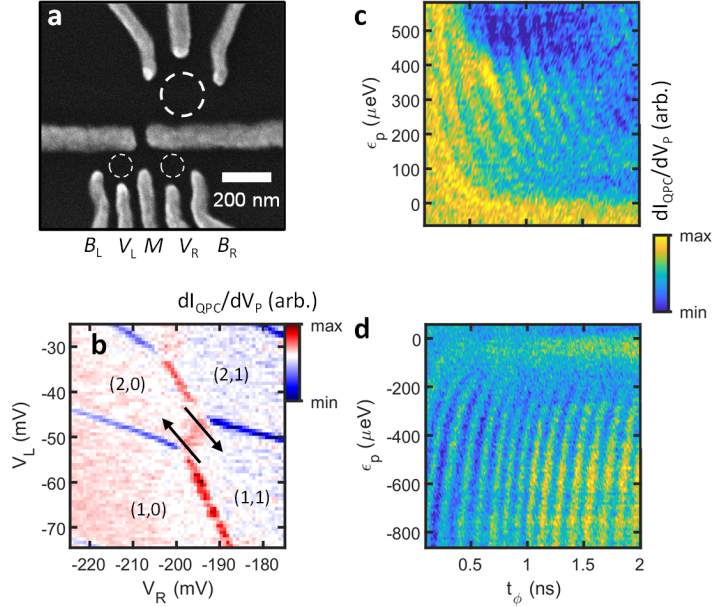 a
200 nm
B_L V_L M V_R B_R
c
500
400
300
200
100
0
ϵ_p (µeV)
dI_QPC/dV_P (arb.)
max
min
dI_QPC/dV_P (arb.)
max
min
b
-30
-40
-50
-60
-70
V_L (mV)
(2,0)
(2,1)
(1,0)
(1,1)
-220 -210 -200 -190 -180
V_R (mV)
d
0
-200
-400
-600
-800
ϵ_p (µeV)
0.5 1 1.5 2
t_ϕ (ns)